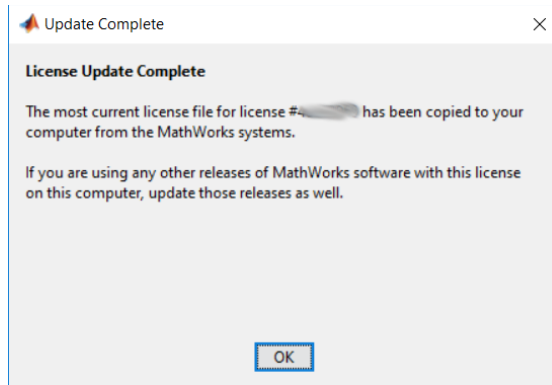 Update Complete
License Update Complete
The most current license file for license #4 has been copied to your
computer from the MathWorks systems.
If you are using any other releases of MathWorks software with this license
on this computer, update those releases as well.
OK